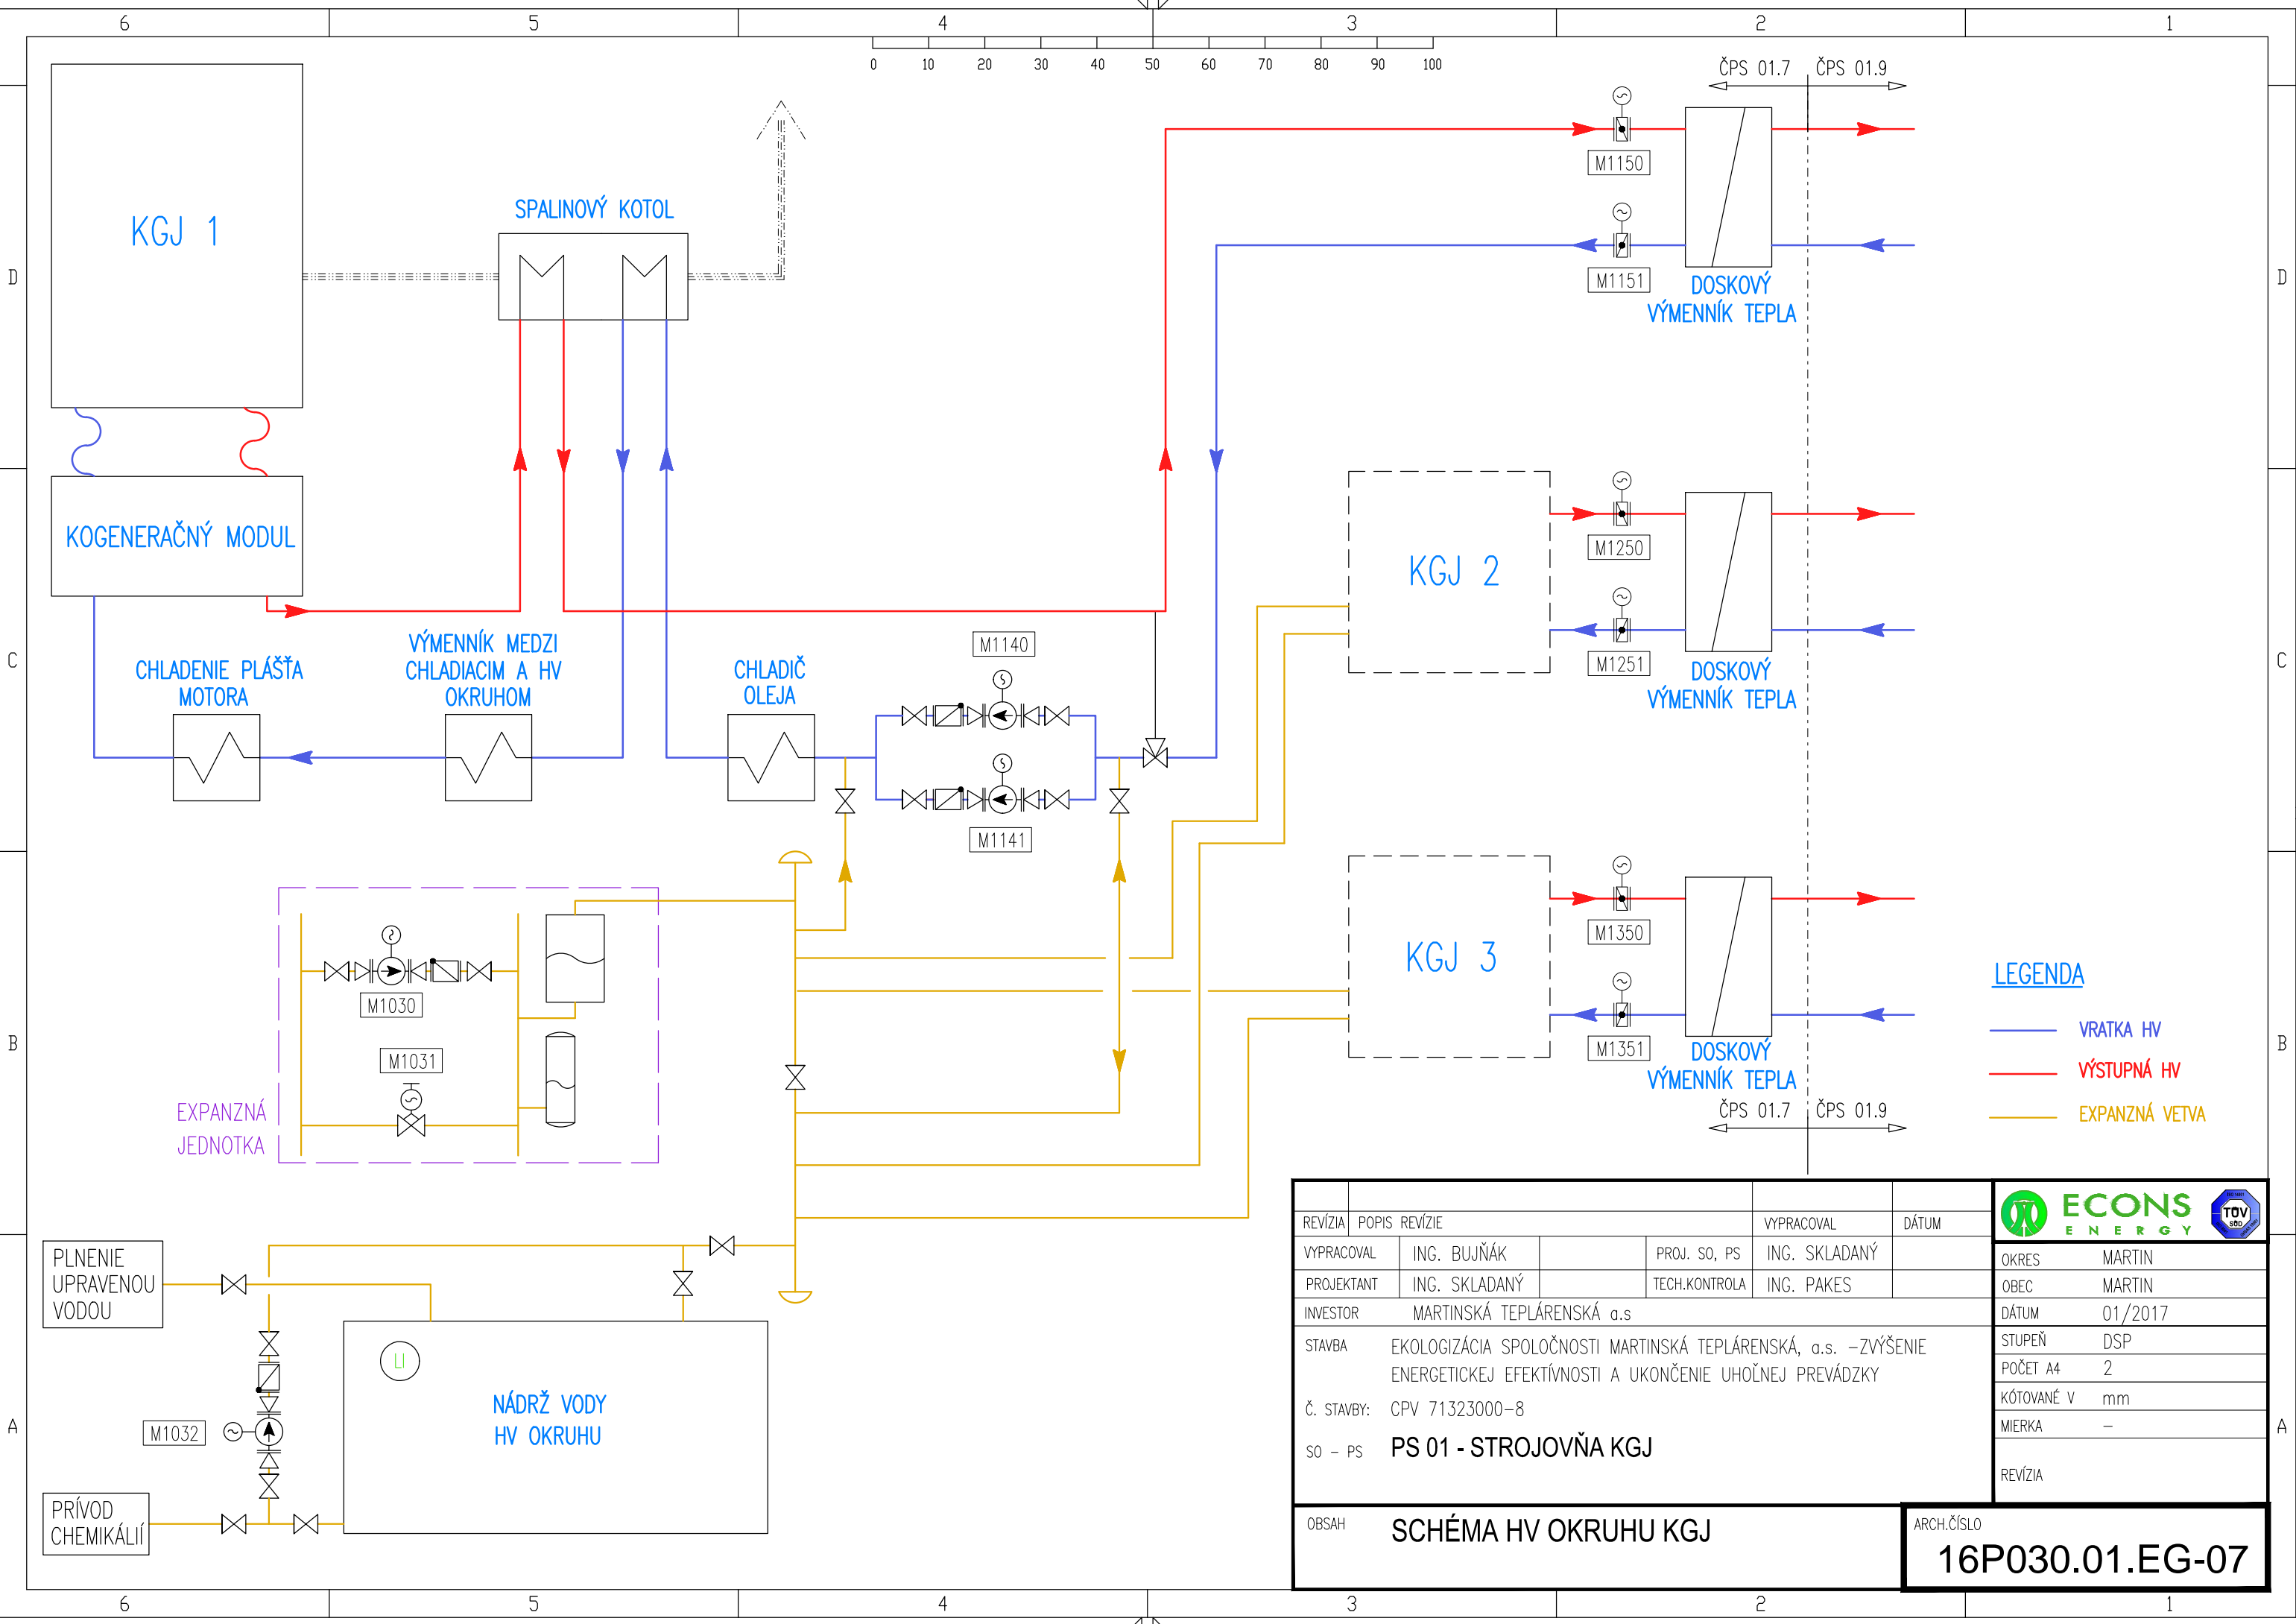 6 5 4 3 2 1
0 10 20 30 40 50 60 70 80 90 100
ČPS 01.7 ČPS 01.9
KGJ 1
SPALINOVÝ KOTOL
M1150
M1151
DOSKOVÝ
VÝMENNÍK TEPLA
D D
KOGENERAČNÝ MODUL
KGJ 2
M1250
M1251
DOSKOVÝ
VÝMENNÍK TEPLA
C C
CHLADENIE PLÁŠŤA
MOTORA
VÝMENNÍK MEDZI
CHLADIACIM A HV
OKRUHOM
CHLADIČ
OLEJA
M1140
M1141
KGJ 3
M1350
M1351
DOSKOVÝ
VÝMENNÍK TEPLA
ČPS 01.7 ČPS 01.9
B B
M1030
M1031
EXPANZNÁ
JEDNOTKA
LEGENDA
VRATKA HV
VÝSTUPNÁ HV
EXPANZNÁ VETVA
PLNENIE
UPRAVENOU
VODOU
LI
NÁDRŽ VODY
HV OKRUHU
M1032
PRÍVOD
CHEMIKÁLIÍ
A A
REVÍZIA POPIS REVÍZIE VYPRACOVAL DÁTUM
VYPRACOVAL ING. BUJŇÁK PROJ. SO, PS ING. SKLADANÝ
PROJEKTANT ING. SKLADANÝ TECH.KONTROLA ING. PAKES
INVESTOR MARTINSKÁ TEPLÁRENSKÁ a.s
STAVBA EKOLOGIZÁCIA SPOLOČNOSTI MARTINSKÁ TEPLÁRENSKÁ, a.s. -ZVÝŠENIE
ENERGETICKEJ EFEKTÍVNOSTI A UKONČENIE UHOĽNEJ PREVÁDZKY
Č. STAVBY: CPV 71323000-8
SO - PS PS 01 - STROJOVŇA KGJ
OBSAH SCHÉMA HV OKRUHU KGJ
ECONS
ENERGY
TÜV
SÜD
OKRES MARTIN
OBEC MARTIN
DÁTUM 01/2017
STUPEŇ DSP
POČET A4 2
KÓTOVANÉ V mm
MIERKA -
REVÍZIA
ARCH.ČÍSLO
16P030.01.EG-07
6 5 4 3 2 1